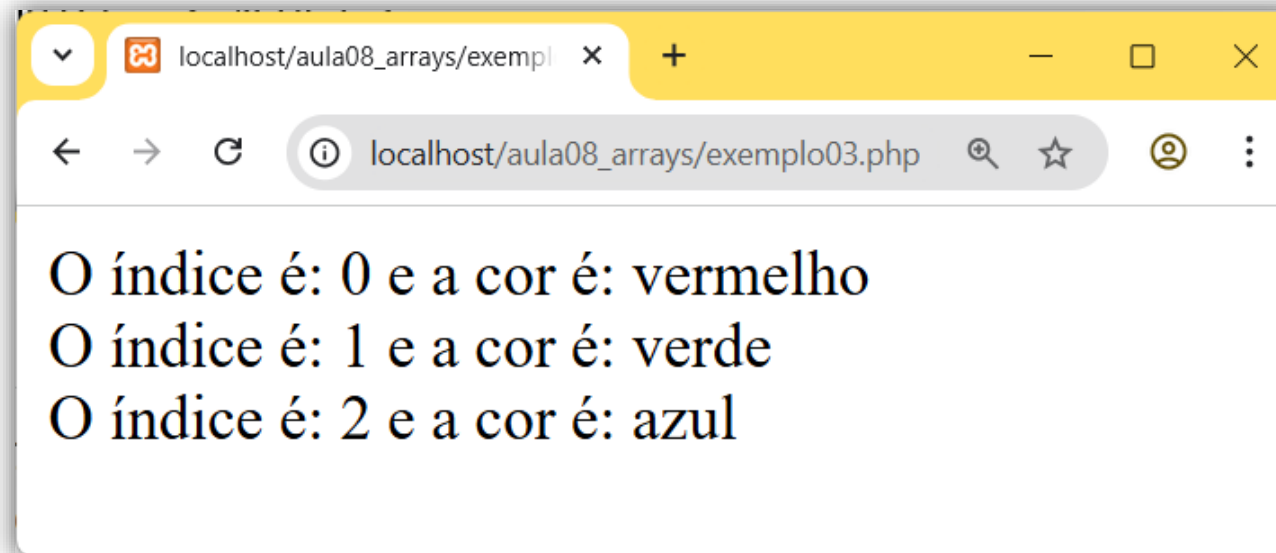 localhost/aula08_arrays/exempl
localhost/aula08_arrays/exemplo03.php
O índice é: 0 e a cor é: vermelho
O índice é: 1 e a cor é: verde
O índice é: 2 e a cor é: azul